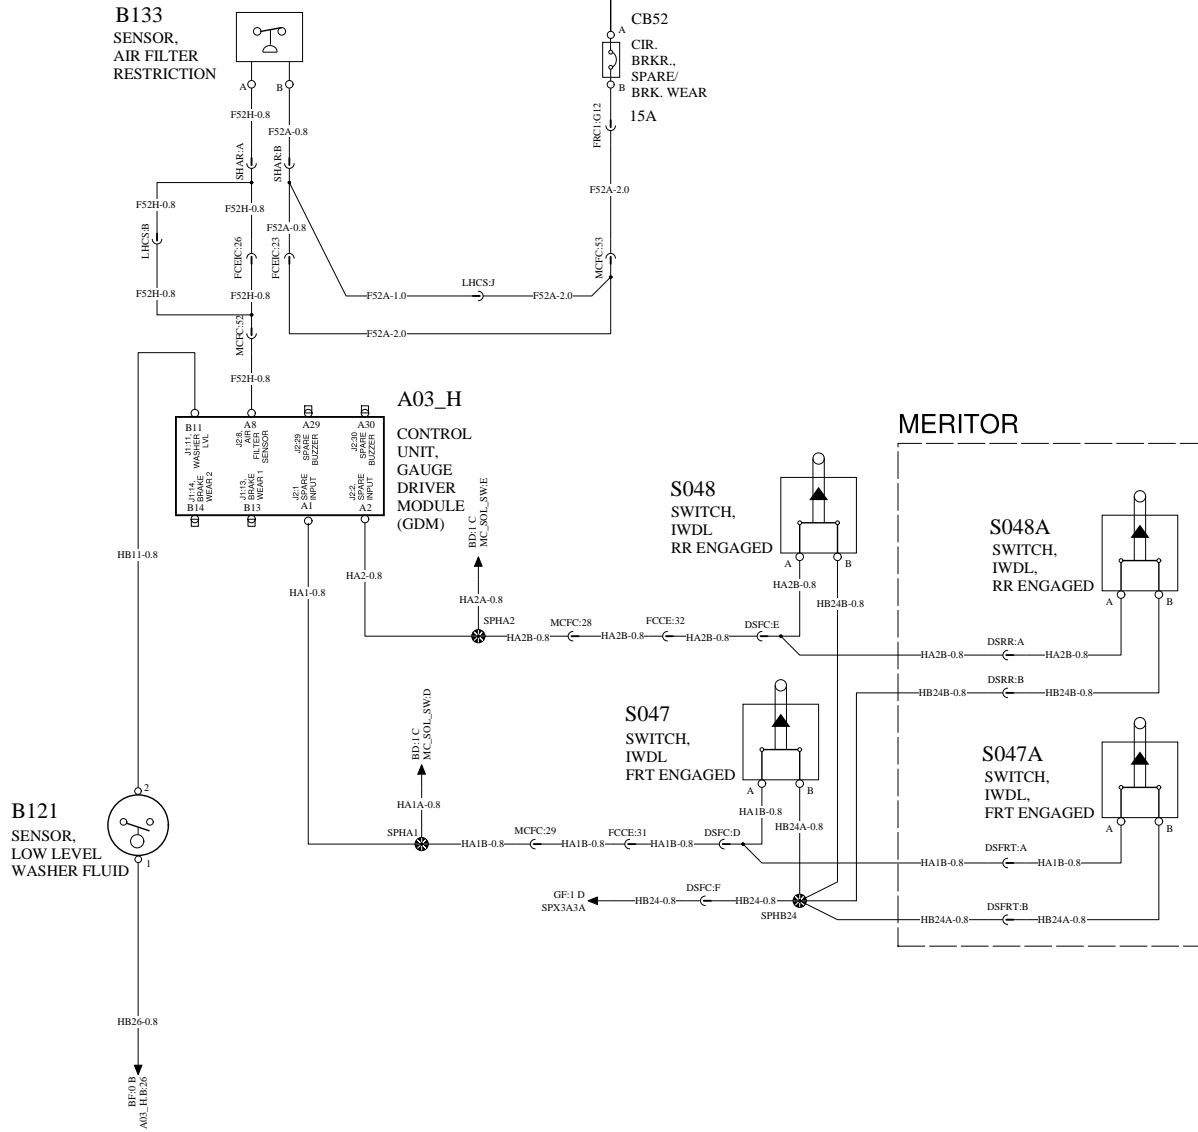 B133
SENSOR,
AIR FILTER
RESTRICTION
A
B
F52H-0.8
F52A-0.8
SHAR:A
SHAR:B
F52H-0.8
F52H-0.8
F52A-0.8
LHCS:B
FCEIC:26
FCEIC:23
F52H-0.8
F52H-0.8
MCFC:52
F52H-0.8
CB52
A
CIR.
BRKR.,
SPARE/
BRK. WEAR
B
15A
FRC1:G12
F52A-2.0
MCFC:53
LHCS:J
F52A-1.0
F52A-2.0
F52A-2.0
A03_H
CONTROL
UNIT,
GAUGE
DRIVER
MODULE
(GDM)
B11
A8
A29
A30
J1:11,
WASHER
LVL
J2:8,
AIR
FILTER
SENSOR
J2:29
SPARE
BUZZER
J2:30
SPARE
BUZZER
J1:14,
BRAKE
WEAR 2
J1:13,
BRAKE
WEAR 1
J2:1
SPARE
INPUT
J2:2,
SPARE
INPUT
B14
B13
A1
A2
HB11-0.8
HA1-0.8
HA2-0.8
BD:1 C
MC_SOL_SW:E
HA2A-0.8
SPHA2
HA2B-0.8
MCFC:28
HA2B-0.8
FCCE:32
HA2B-0.8
DSFC:E
S048
SWITCH,
IWDL
RR ENGAGED
A
B
HA2B-0.8
HB24B-0.8
MERITOR
S048A
SWITCH,
IWDL,
RR ENGAGED
A
B
HA2B-0.8
DSRR:A
HA2B-0.8
HB24B-0.8
DSRR:B
HB24B-0.8
BD:1 C
MC_SOL_SW:D
HA1A-0.8
SPHA1
HA1B-0.8
MCFC:29
HA1B-0.8
FCCE:31
HA1B-0.8
DSFC:D
S047
SWITCH,
IWDL
FRT ENGAGED
A
B
HA1B-0.8
HB24A-0.8
S047A
SWITCH,
IWDL,
FRT ENGAGED
A
B
HA1B-0.8
DSFRT:A
HA1B-0.8
GF:1 D
SPX3A3A
HB24-0.8
DSFC:F
HB24-0.8
SPHB24
HB24A-0.8
DSFRT:B
HB24A-0.8
B121
SENSOR,
LOW LEVEL
WASHER FLUID
2
1
HB26-0.8
BF:0 B
A03_H.B:26